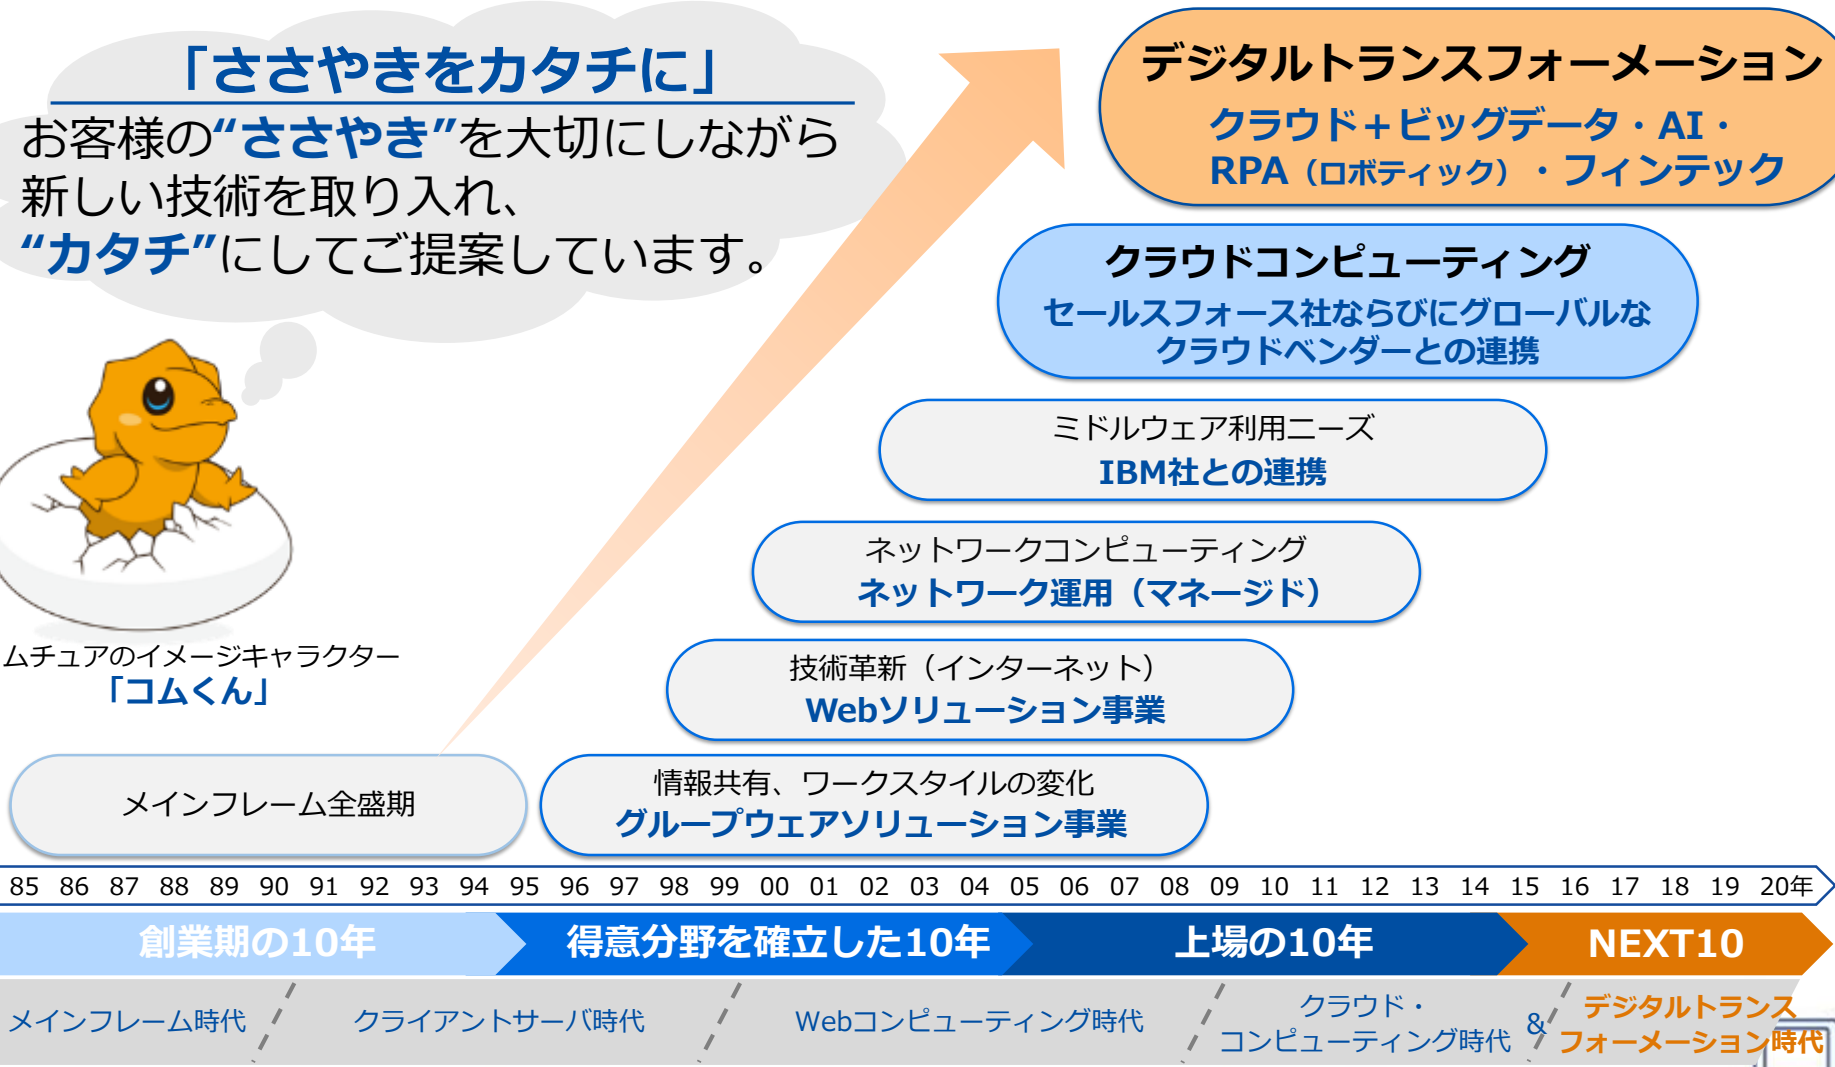 「ささやきをカタチに」
お客様の“ささやき”を大切にしながら
新しい技術を取り入れ、
“カタチ”にしてご提案しています。
ムチュアのイメージキャラクター
「コムくん」
デジタルトランスフォーメーション
クラウド＋ビッグデータ・AI・
RPA（ロボティック）・フィンテック
クラウドコンピューティング
セールスフォース社ならびにグローバルな
クラウドベンダーとの連携
ミドルウェア利用ニーズ
IBM社との連携
ネットワークコンピューティング
ネットワーク運用（マネージド）
技術革新（インターネット）
Webソリューション事業
メインフレーム全盛期
情報共有、ワークスタイルの変化
グループウェアソリューション事業
85 86 87 88 89 90 91 92 93 94 95 96 97 98 99 00 01 02 03 04 05 06 07 08 09 10 11 12 13 14 15 16 17 18 19 20年
創業期の10年 得意分野を確立した10年 上場の10年 NEXT10
メインフレーム時代 クライアントサーバ時代 Webコンピューティング時代
クラウド・
コンピューティング時代
&
デジタルトランス
フォーメーション時代